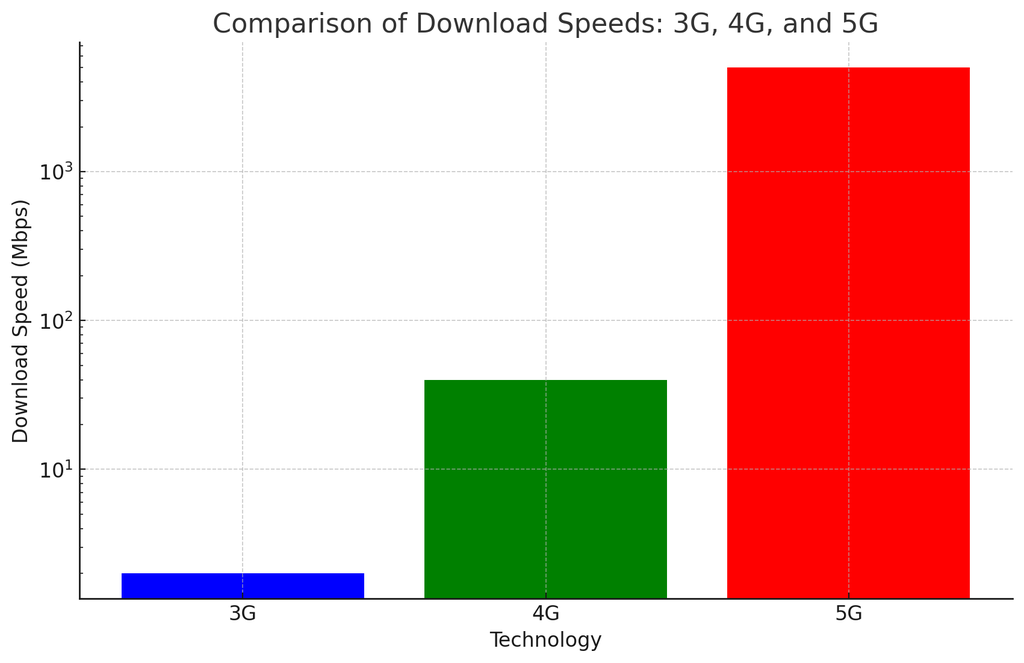 Comparison of Download Speeds: 3G, 4G, and 5G
10³
10²
10¹
Download Speed (Mbps)
3G 4G 5G
Technology